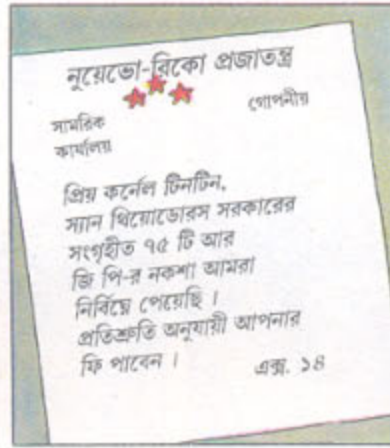 নুয়েভো-রিকো প্রজাতন্ত্র
সামরিক
কার্যালয়
গোপনীয়
প্রিয় কর্নেল টিনটিন,
স্যান থিয়োডোরস সরকারের
সংগৃহীত ৭৫ টি আর
জি পি-র নকশা আমরা
নির্বিঘ্নে পেয়েছি ।
প্রতিশ্রুতি অনুযায়ী আপনার
ফি পাবেন ।
এক্স. ১৪